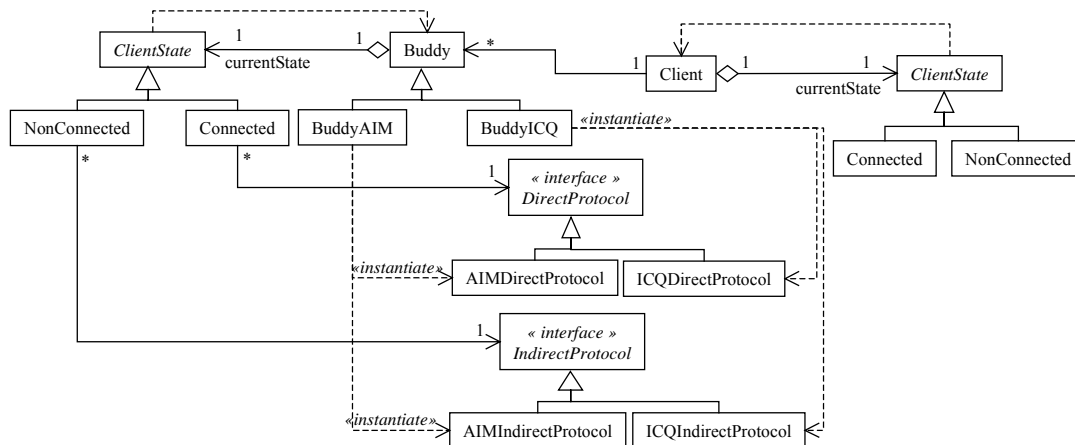 1 1 * 1 1 1
ClientState Buddy Client ClientState
currentState currentState
NonConnected Connected BuddyAIM BuddyICQ «instantiate»
Connected NonConnected
* *
1 « interface »
DirectProtocol
«instantiate» AIMDirectProtocol ICQDirectProtocol
1 « interface »
IndirectProtocol
«instantiate» AIMIndirectProtocol ICQIndirectProtocol